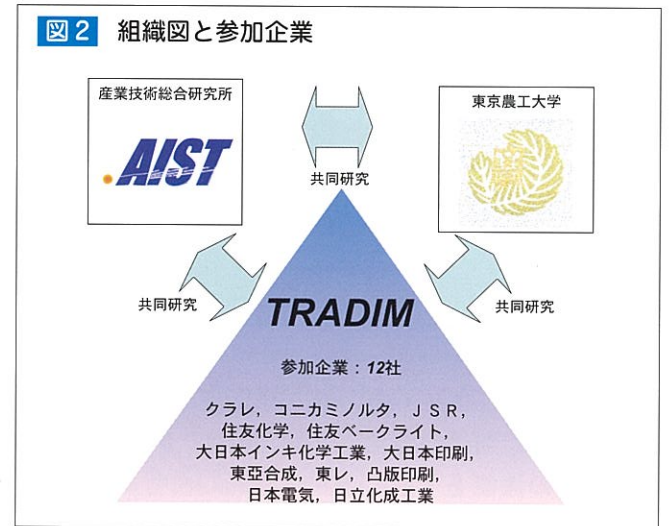 図2 組織図と参加企業
産業技術総合研究所
AIST
東京農工大学
共同研究
共同研究
共同研究
TRADIM
参加企業：12社
クラレ，コニカミノルタ，ＪＳＲ，
住友化学，住友ベークライト，
大日本インキ化学工業，大日本印刷，
東亞合成，東レ，凸版印刷，
日本電気，日立化成工業